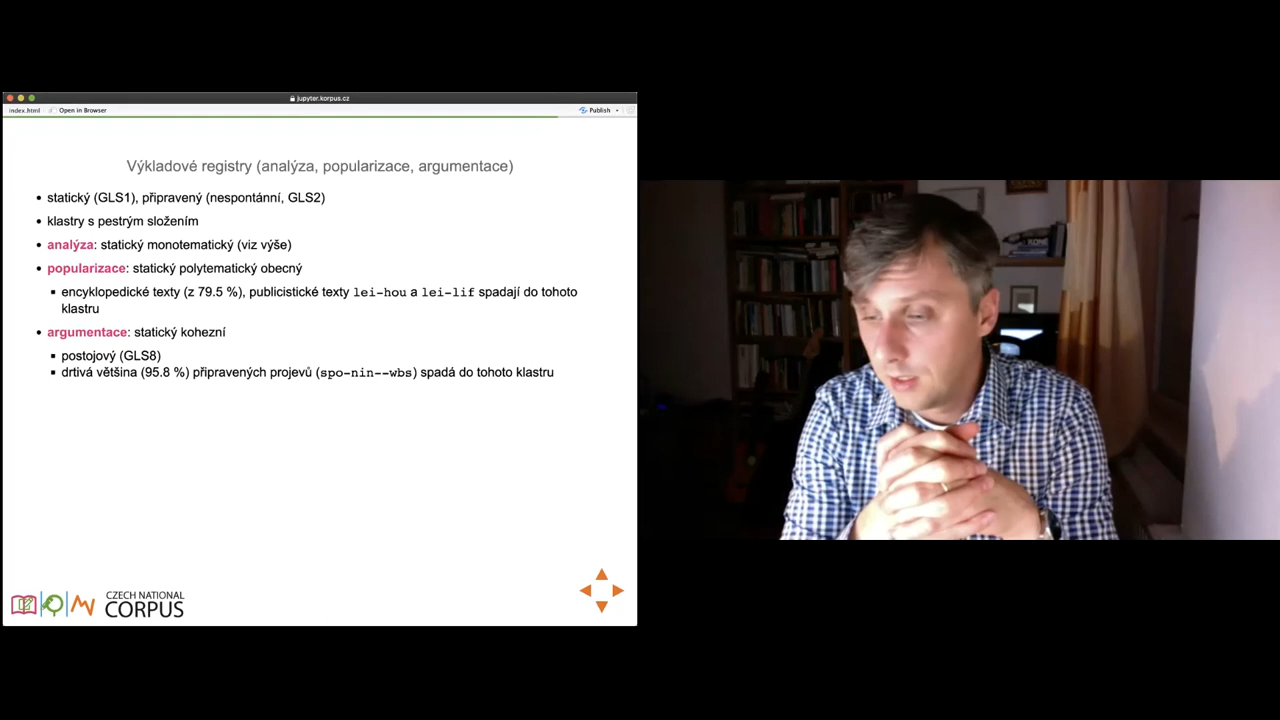 jupyter.korpus.cz
index.html Open in Browser Publish
Výkladové registry (analýza, popularizace, argumentace)
• statický (GLS1), připravený (nespontánní, GLS2)
• klastry s pestrým složením
• analýza: statický monotematický (viz výše)
• popularizace: statický polytematický obecný
▪ encyklopedické texty (z 79.5 %), publicistické texty lei-hou a lei-lif spadají do tohoto
klastru
• argumentace: statický kohezní
▪ postojový (GLS8)
▪ drtivá většina (95.8 %) připravených projevů (spo-nin--wbs) spadá do tohoto klastru
CZECH NATIONAL
CORPUS